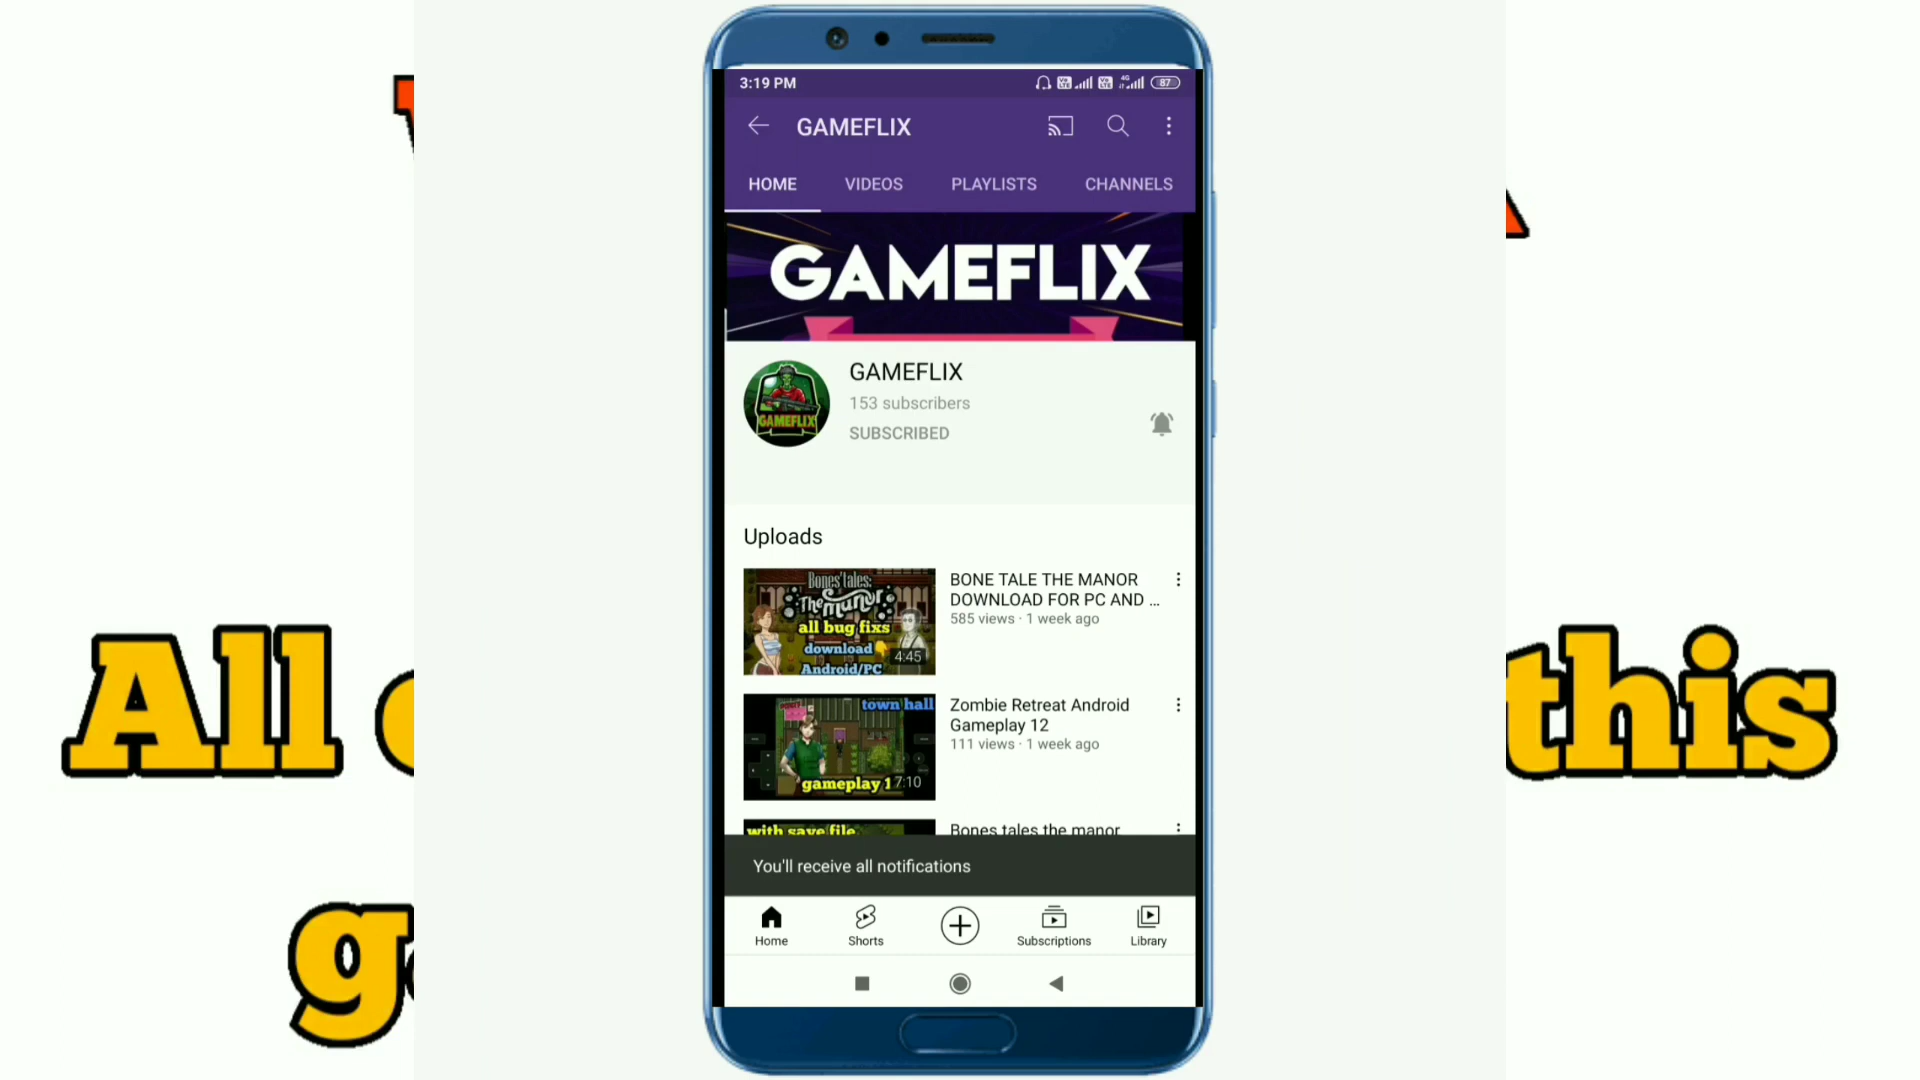 3:19 PM
87
GAMEFLIX
HOME VIDEOS PLAYLISTS CHANNELS
GAMEFLIX
GAMEFLIX
153 subscribers
SUBSCRIBED
GAMEFLIX
Uploads
BONE TALE THE MANOR
DOWNLOAD FOR PC AND ...
585 views · 1 week ago
Bones' tales:
The Manor
all bug fixs
download
Android/PC
4:45
Zombie Retreat Android
Gameplay 12
111 views · 1 week ago
town hall
gameplay 1
7:10
with save file
Bones tales the manor
You'll receive all notifications
Home Shorts Subscriptions Library
All
this